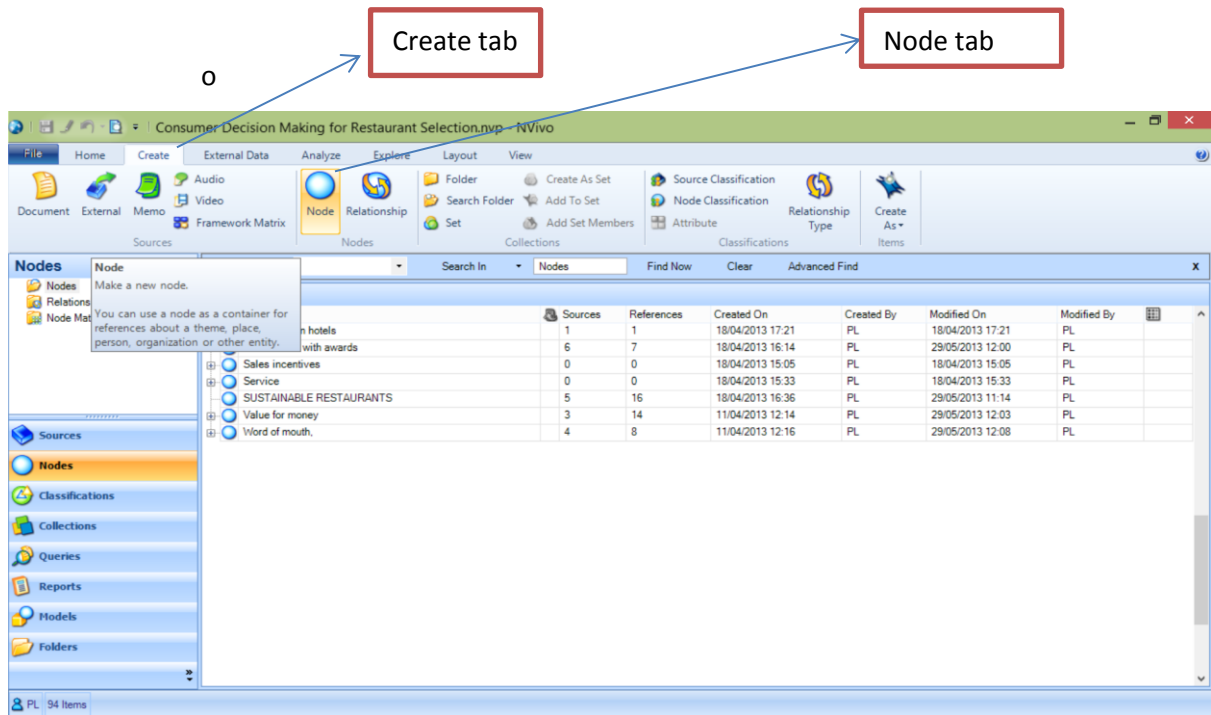 Create tab
Node tab
o
Consumer Decision Making for Restaurant Selection.nvp - NVivo
File Home Create External Data Analyze Explore Layout View
Document External Memo
Audio
Video
Framework Matrix
Sources
Node Relationship
Nodes
Folder
Search Folder
Set
Create As Set
Add To Set
Add Set Members
Collections
Source Classification
Node Classification
Attribute
Relationship
Type
Classifications
Create
As
Items
Nodes
Search In Nodes Find Now Clear Advanced Find X
Nodes
Relations
Node Mat
Node
Make a new node.
You can use a node as a container for
references about a theme, place,
person, organization or other entity.
Sources References Created On Created By Modified On Modified By
hotels 1 1 18/04/2013 17:21 PL 18/04/2013 17:21 PL
with awards 6 7 18/04/2013 16:14 PL 29/05/2013 12:00 PL
Sales incentives 0 0 18/04/2013 15:05 PL 18/04/2013 15:05 PL
Service 0 0 18/04/2013 15:33 PL 18/04/2013 15:33 PL
SUSTAINABLE RESTAURANTS 5 16 18/04/2013 16:36 PL 29/05/2013 11:14 PL
Value for money 3 14 11/04/2013 12:14 PL 29/05/2013 12:03 PL
Word of mouth, 4 8 11/04/2013 12:16 PL 29/05/2013 12:08 PL
Sources
Nodes
Classifications
Collections
Queries
Reports
Models
Folders
PL 94 Items